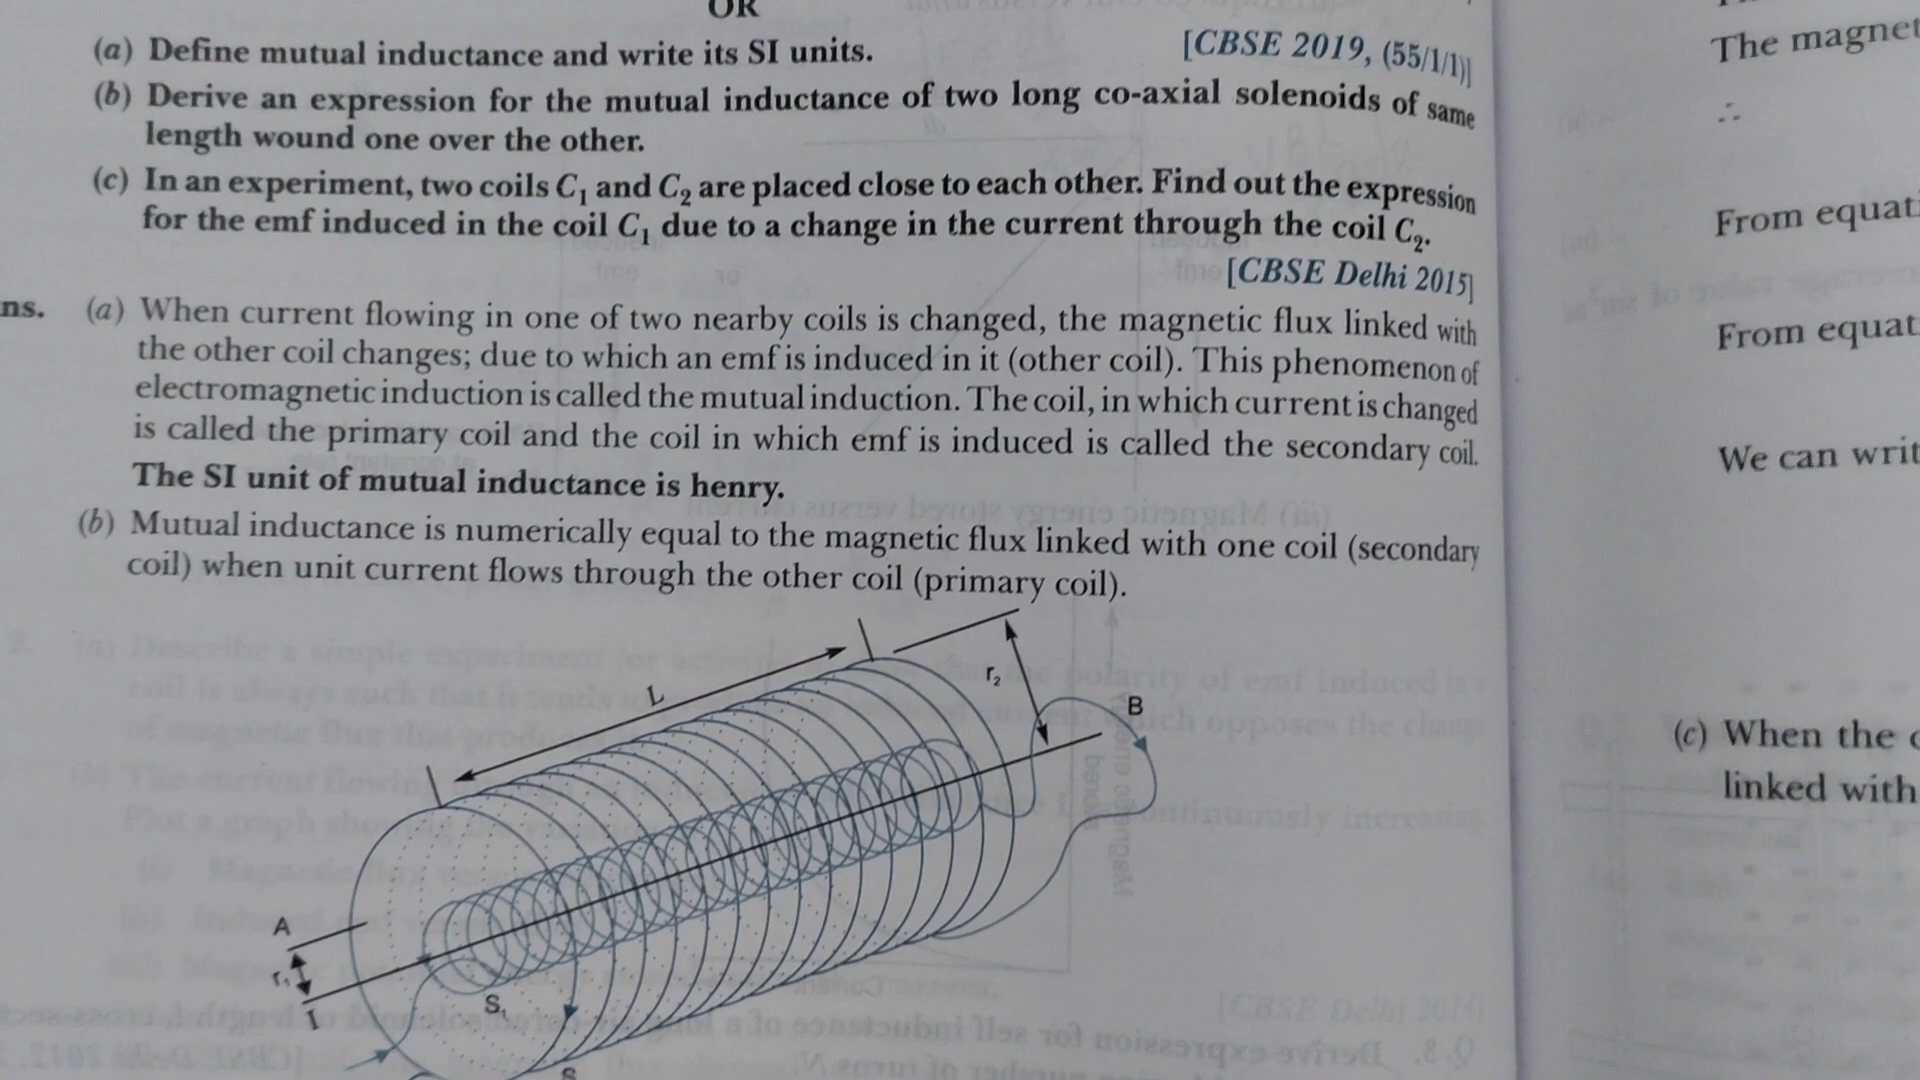 OR
(a) Define mutual inductance and write its SI units. [CBSE 2019, (55/1/1)]
(b) Derive an expression for the mutual inductance of two long co-axial solenoids of same
length wound one over the other.
(c) In an experiment, two coils C₁ and C₂ are placed close to each other. Find out the expression
for the emf induced in the coil C₁ due to a change in the current through the coil C₂.
[CBSE Delhi 2015]
ns. (a) When current flowing in one of two nearby coils is changed, the magnetic flux linked with
the other coil changes; due to which an emf is induced in it (other coil). This phenomenon of
electromagnetic induction is called the mutual induction. The coil, in which current is changed
is called the primary coil and the coil in which emf is induced is called the secondary coil.
The SI unit of mutual inductance is henry.
(b) Mutual inductance is numerically equal to the magnetic flux linked with one coil (secondary
coil) when unit current flows through the other coil (primary coil).
L
r₂
B
A
r₁
S₁
S
The magnet
∴
From equati
From equat
We can writ
(c) When the c
linked with